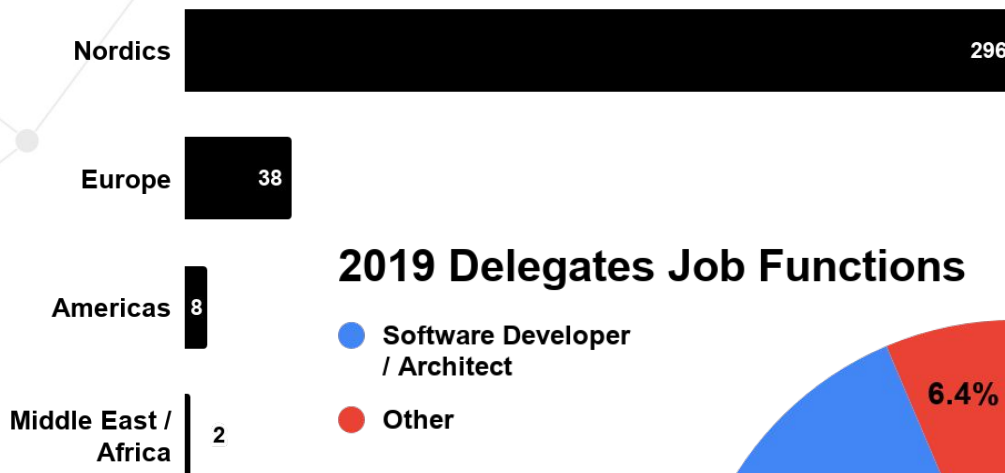 Nordics
296
Europe
38
2019 Delegates Job Functions
Americas
8
Software Developer
/ Architect
6.4%
Other
Middle East /
Africa
2